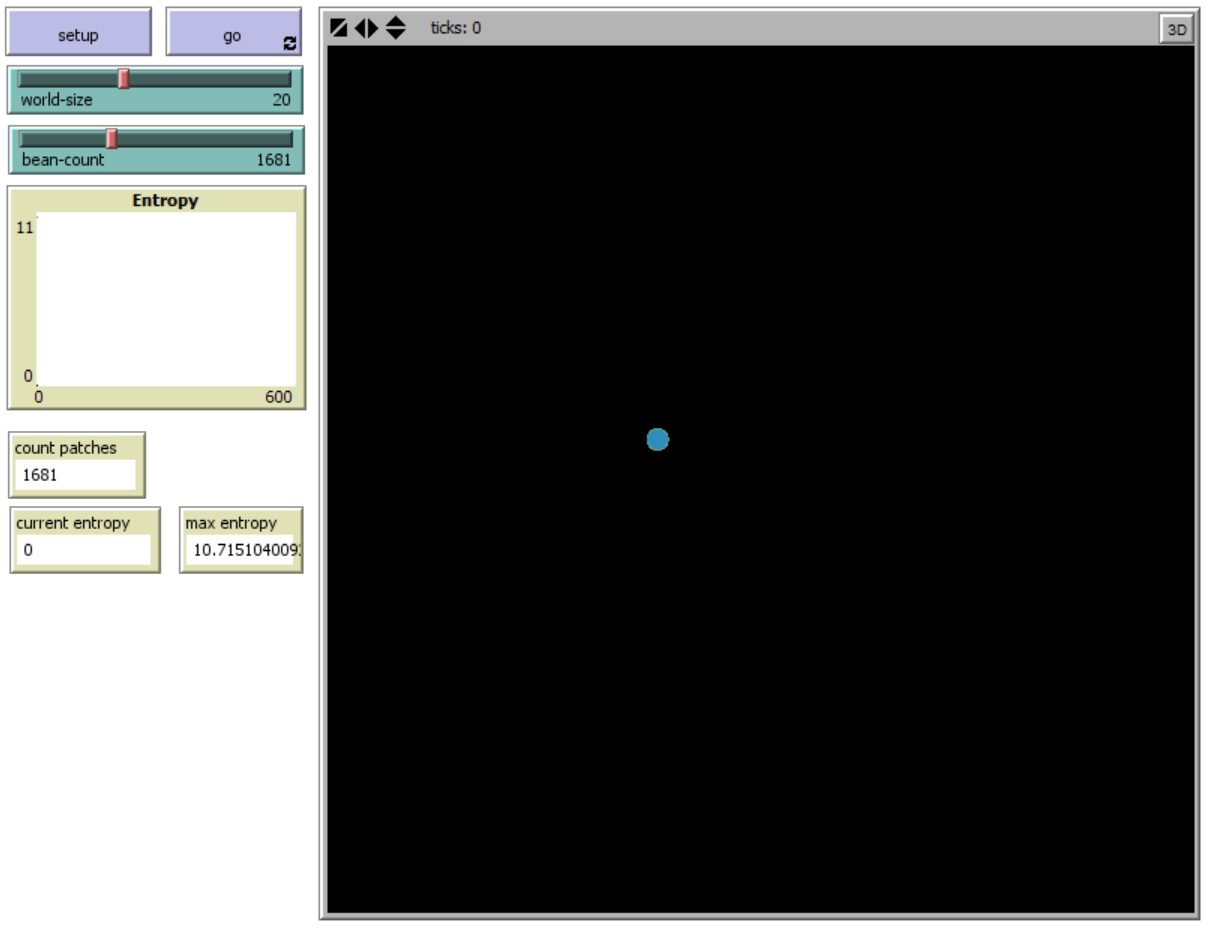 setup
go
ticks: 0
3D
world-size 20
bean-count 1681
Entropy
11
0
0 600
count patches
1681
current entropy
0
max entropy
10.715104009